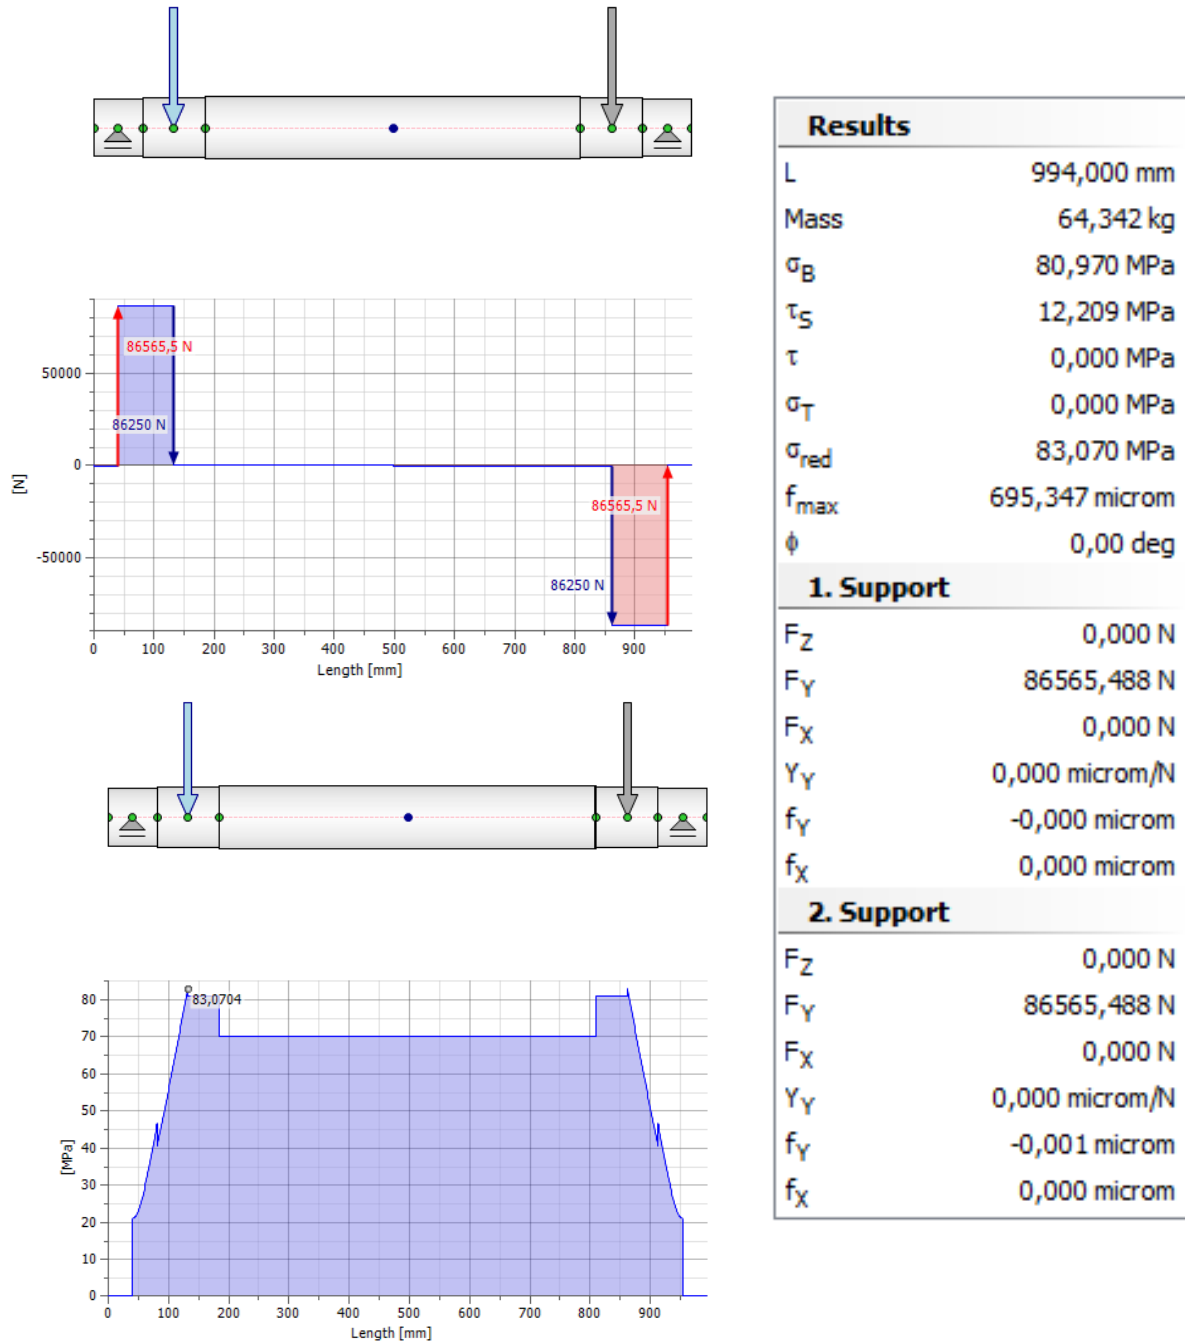 86565,5 N
50000
86250 N
0
[N]
86565,5 N
-50000
86250 N
0 100 200 300 400 500 600 700 800 900
Length [mm]
83,0704
80
70
60
50
40
[MPa]
30
20
10
0
0 100 200 300 400 500 600 700 800 900
Length [mm]
Results
L 994,000 mm
Mass 64,342 kg
σB 80,970 MPa
τS 12,209 MPa
τ 0,000 MPa
σT 0,000 MPa
σred 83,070 MPa
fmax 695,347 microm
ϕ 0,00 deg
1. Support
FZ 0,000 N
FY 86565,488 N
FX 0,000 N
YY 0,000 microm/N
fY -0,000 microm
fX 0,000 microm
2. Support
FZ 0,000 N
FY 86565,488 N
FX 0,000 N
YY 0,000 microm/N
fY -0,001 microm
fX 0,000 microm